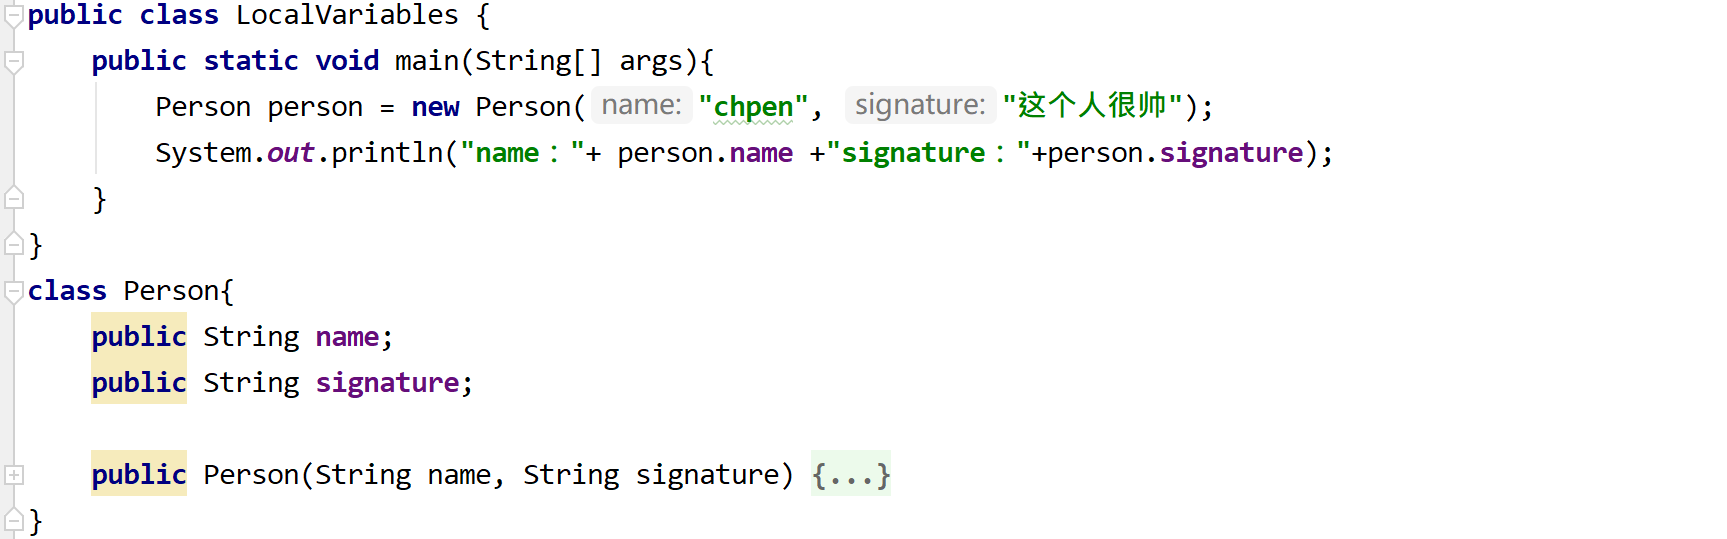 public class LocalVariables {
    public static void main(String[] args){
        Person person = new Person( name: "chpen", signature: "这个人很帅");
        System.out.println("name："+ person.name +"signature："+person.signature);
    }
}
class Person{
    public String name;
    public String signature;
    public Person(String name, String signature) {...}
}